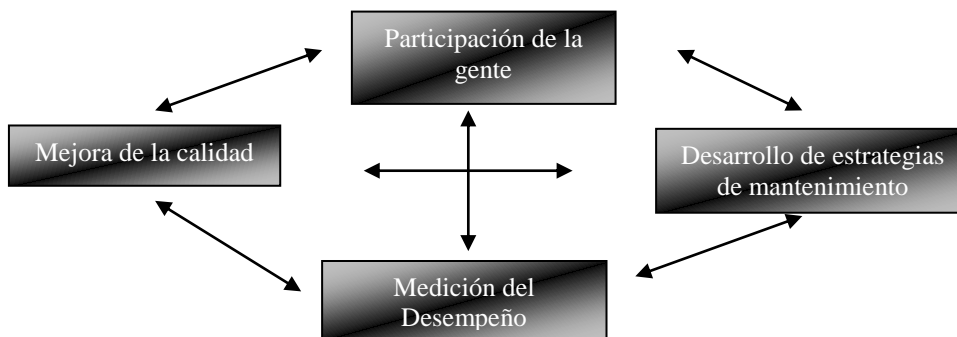 Participación de la
gente
Mejora de la calidad
Desarrollo de estrategias
de mantenimiento
Medición del
Desempeño